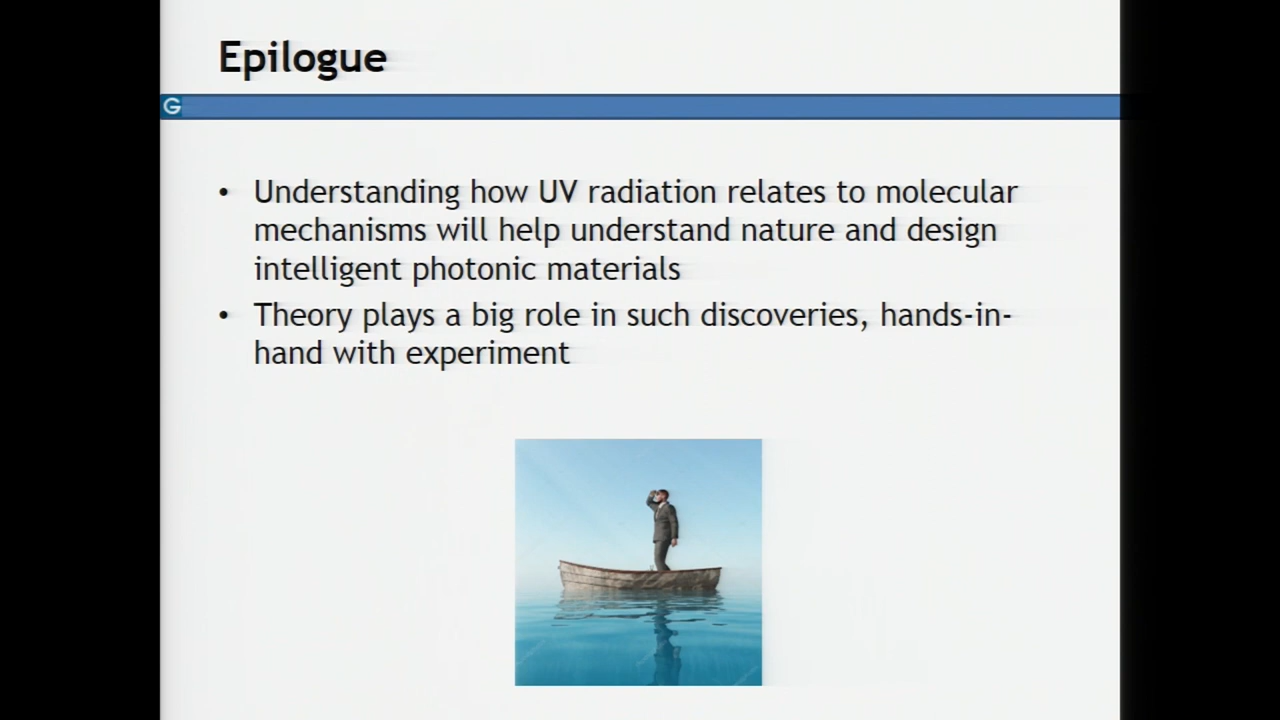 Epilogue
G
• Understanding how UV radiation relates to molecular
mechanisms will help understand nature and design
intelligent photonic materials
• Theory plays a big role in such discoveries, hands-in-
hand with experiment